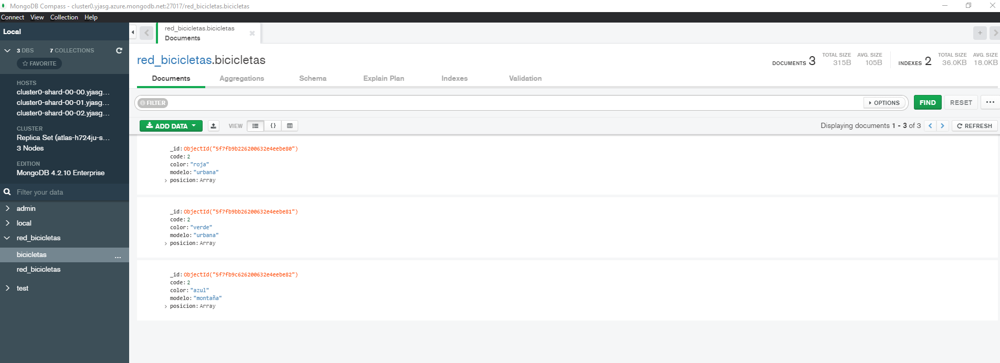 MongoDB Compass - cluster0.yjasg.azure.mongodb.net:27017/red_bicicletas.bicicletas
Connect View Collection Help
Local
3 DBS 7 COLLECTIONS
FAVORITE
HOSTS
cluster0-shard-00-00.yjasg...
cluster0-shard-00-01.yjasg...
cluster0-shard-00-02.yjasg...
CLUSTER
Replica Set (atlas-h724ju-s...
3 Nodes
EDITION
MongoDB 4.2.10 Enterprise
Filter your data
admin
local
red_bicicletas
bicicletas ...
red_bicicletas
test
red_bicicletas.bicicletas
Documents
red_bicicletas.bicicletas
DOCUMENTS 3 TOTAL SIZE 315B AVG. SIZE 105B INDEXES 2 TOTAL SIZE 36.0KB AVG. SIZE 18.0KB
Documents Aggregations Schema Explain Plan Indexes Validation
FILTER OPTIONS FIND RESET ...
ADD DATA VIEW {} Displaying documents 1 - 3 of 3 < > REFRESH
_id: ObjectId("5f7fb9b226200632e4eebe80")
code: 2
color: "roja"
modelo: "urbana"
> posicion: Array
_id: ObjectId("5f7fb9bb26200632e4eebe81")
code: 2
color: "verde"
modelo: "urbana"
> posicion: Array
_id: ObjectId("5f7fb9c626200632e4eebe82")
code: 2
color: "azul"
modelo: "montaña"
> posicion: Array